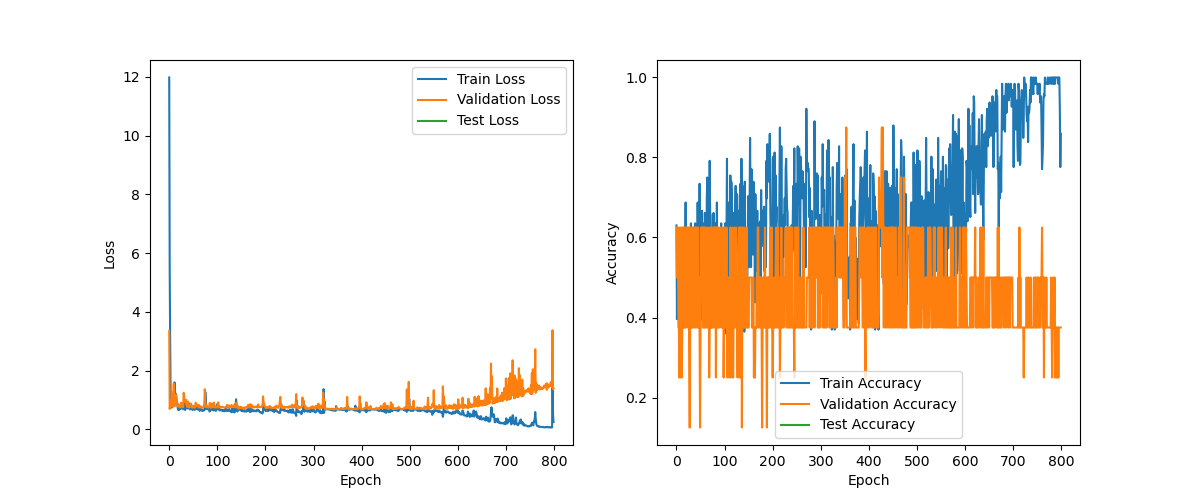 12
10
8
6
4
2
0
Loss
0 100 200 300 400 500 600 700 800
Epoch
Train Loss
Validation Loss
Test Loss
1.0
0.8
0.6
0.4
0.2
Accuracy
0 100 200 300 400 500 600 700 800
Epoch
Train Accuracy
Validation Accuracy
Test Accuracy